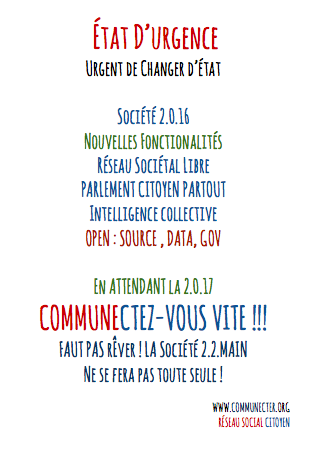 État D'urgence
Urgent de Changer d'état
Société 2.0.16
Nouvelles Fonctionalités
Réseau Sociétal Libre
PARLEMENT CITOYEN PARTOUT
Intelligence collective
OPEN : SOURCE , DATA, GOV
En ATTENDANT la 2.0.17
COMMUNECTEZ-VOUS VITE !!!
FAUT PAS RÊVER ! LA SOCIÉTÉ 2.2.MAIN
Ne se fera pas toute seule !
www.communecter.org
réseau social citoyen